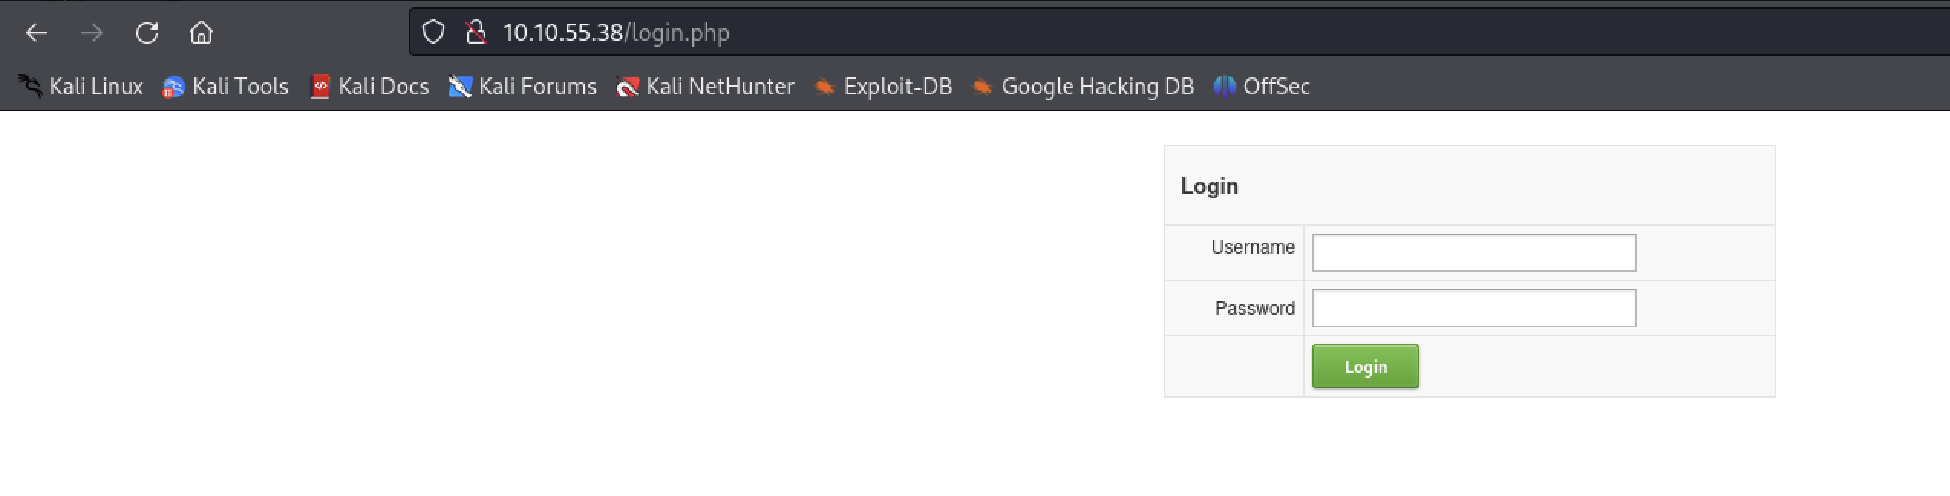 10.10.55.38/login.php
Kali Linux Kali Tools Kali Docs Kali Forums Kali NetHunter Exploit-DB Google Hacking DB OffSec
Login
Username
Password
Login